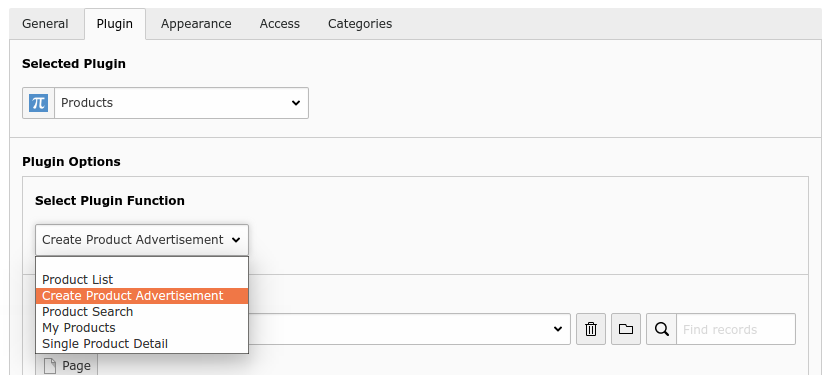 General Plugin Appearance Access Categories
Selected Plugin
π Products
Plugin Options
Select Plugin Function
Create Product Advertisement
Product List
Create Product Advertisement
Product Search
My Products
Single Product Detail
Find records
Page